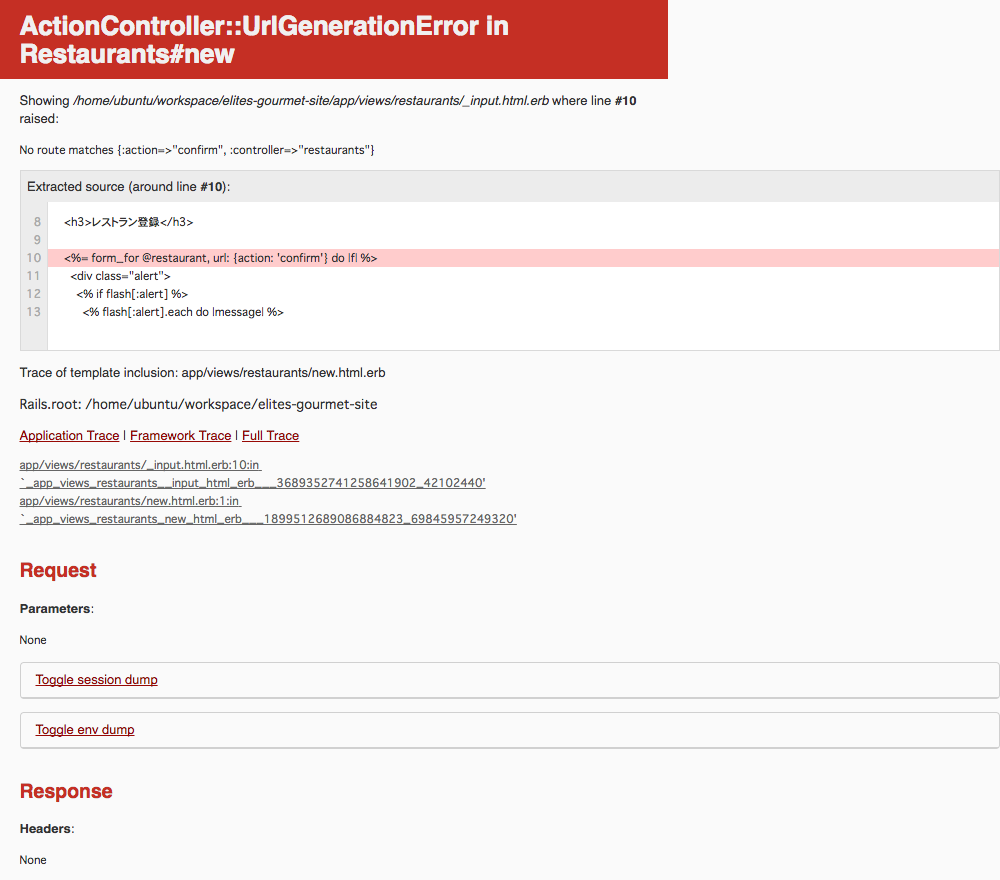 ActionController::UrlGenerationError in
Restaurants#new
Showing /home/ubuntu/workspace/elites-gourmet-site/app/views/restaurants/_input.html.erb where line #10
raised:
No route matches {:action=>"confirm", :controller=>"restaurants"}
Extracted source (around line #10):
8 <h3>レストラン登録</h3>
9
10 <%= form_for @restaurant, url: {action: 'confirm'} do |f| %>
11 <div class="alert">
12 <% if flash[:alert] %>
13 <% flash[:alert].each do |message| %>
Trace of template inclusion: app/views/restaurants/new.html.erb
Rails.root: /home/ubuntu/workspace/elites-gourmet-site
Application Trace | Framework Trace | Full Trace
app/views/restaurants/_input.html.erb:10:in
`_app_views_restaurants__input_html_erb___3689352741258641902_42102440'
app/views/restaurants/new.html.erb:1:in
`_app_views_restaurants_new_html_erb___1899512689086884823_69845957249320'
Request
Parameters:
None
Toggle session dump
Toggle env dump
Response
Headers:
None